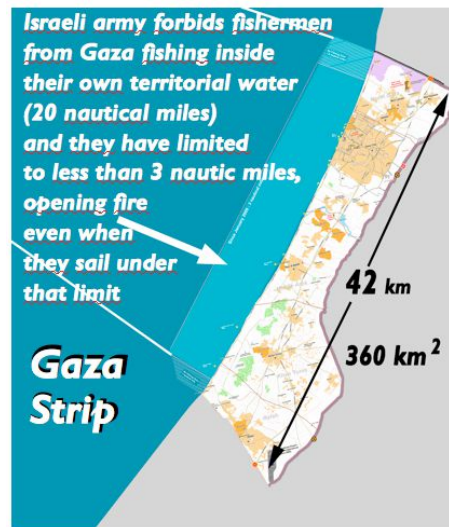 Israeli army forbids fishermen
from Gaza fishing inside
their own territorial water
(20 nautical miles)
and they have limited
to less than 3 nautic miles,
opening fire
even when
they sail under
that limit
42 km
360 km²
Gaza
Strip